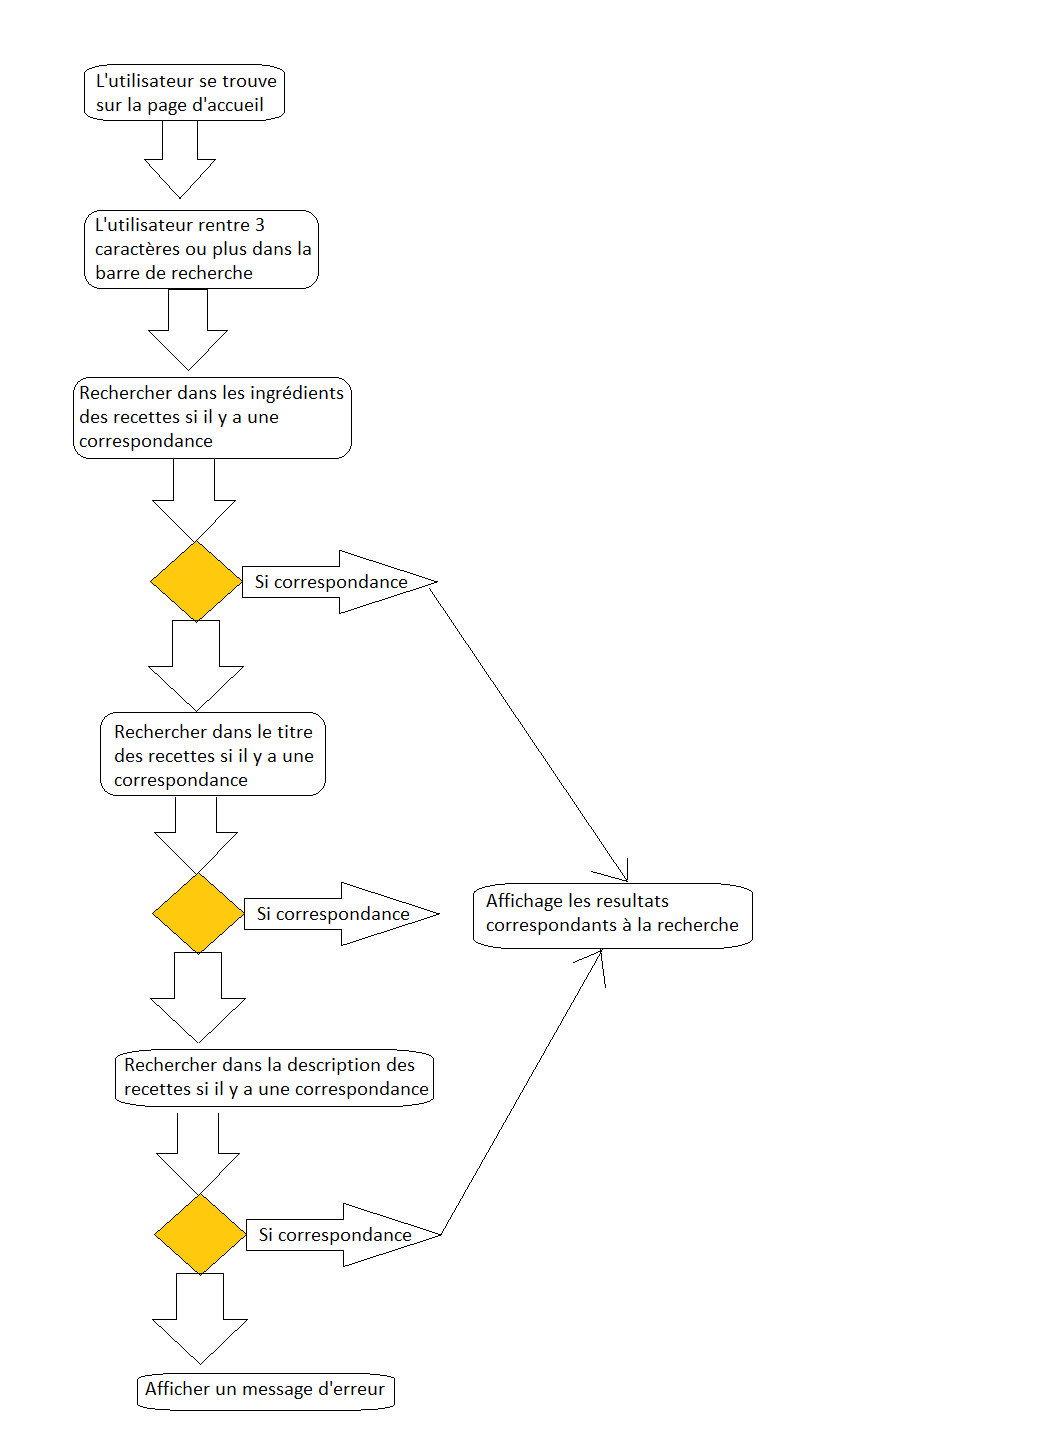 L'utilisateur se trouve
sur la page d'accueil
L'utilisateur rentre 3
caractères ou plus dans la
barre de recherche
Rechercher dans les ingrédients
des recettes si il y a une
correspondance
Si correspondance
Rechercher dans le titre
des recettes si il y a une
correspondance
Si correspondance
Affichage les resultats
correspondants à la recherche
Rechercher dans la description des
recettes si il y a une correspondance
Si correspondance
Afficher un message d'erreur